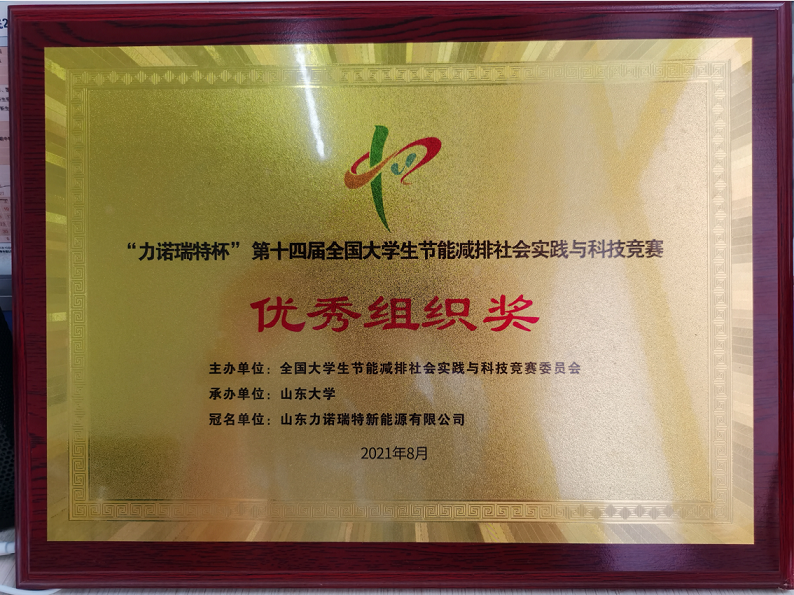 “力诺瑞特杯”第十四届全国大学生节能减排社会实践与科技竞赛
优秀组织奖
主办单位：全国大学生节能减排社会实践与科技竞赛委员会
承办单位：山东大学
冠名单位：山东力诺瑞特新能源有限公司
2021年8月